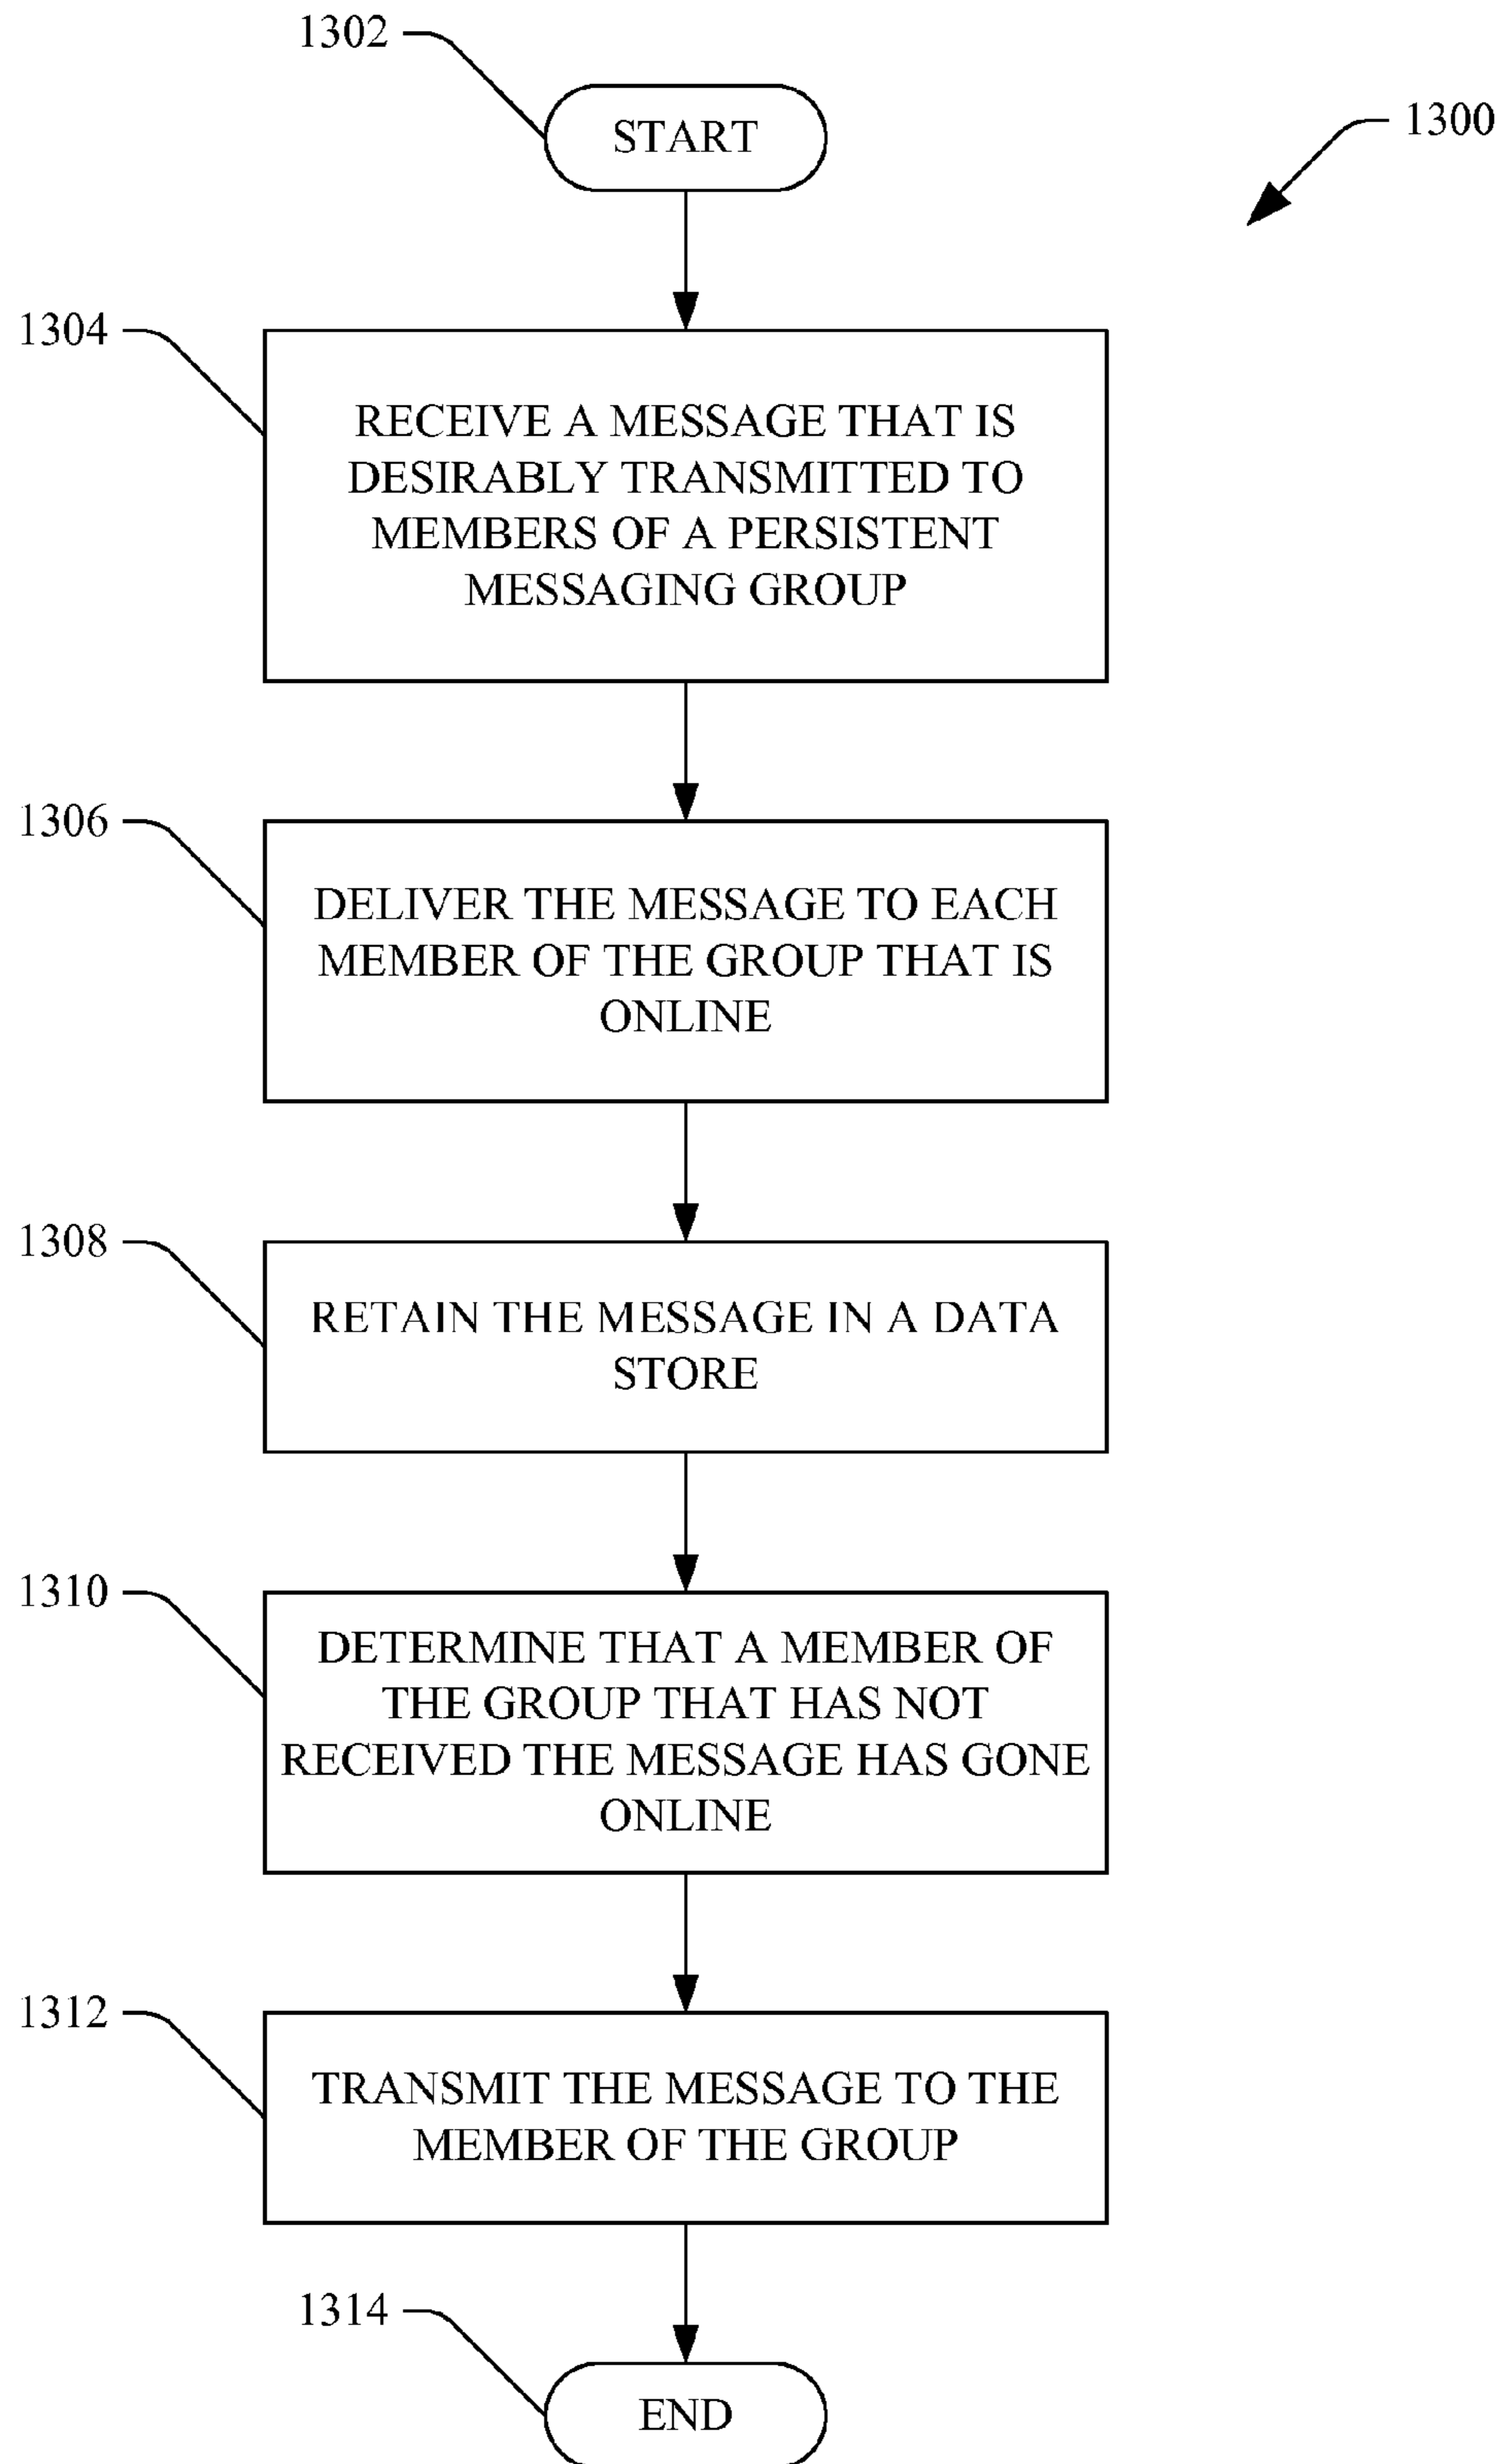 1302
START
1300
1304
RECEIVE A MESSAGE THAT IS
DESIRABLY TRANSMITTED TO
MEMBERS OF A PERSISTENT
MESSAGING GROUP
1306
DELIVER THE MESSAGE TO EACH
MEMBER OF THE GROUP THAT IS
ONLINE
1308
RETAIN THE MESSAGE IN A DATA
STORE
1310
DETERMINE THAT A MEMBER OF
THE GROUP THAT HAS NOT
RECEIVED THE MESSAGE HAS GONE
ONLINE
1312
TRANSMIT THE MESSAGE TO THE
MEMBER OF THE GROUP
1314
END